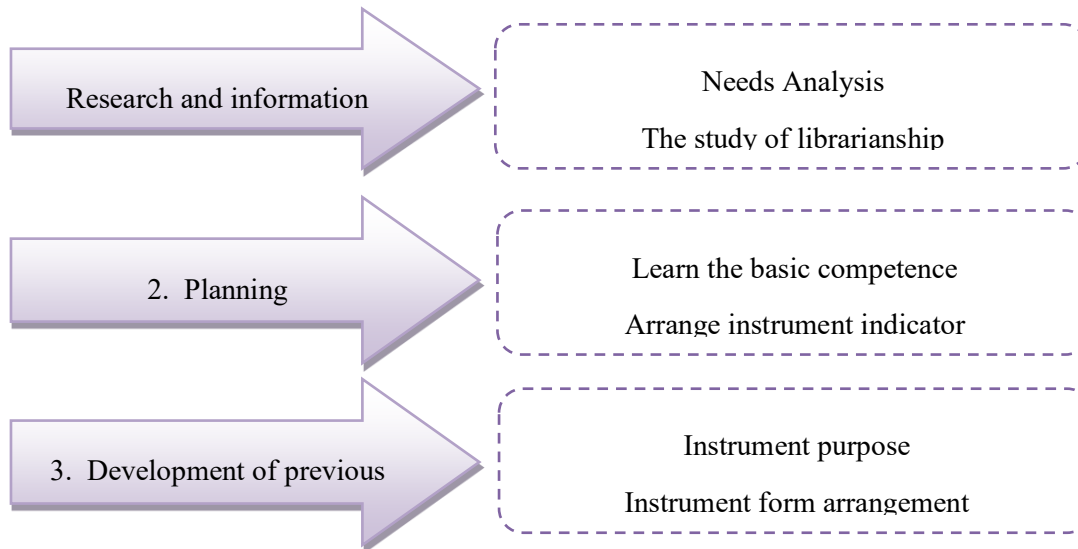 Research and information
Needs Analysis
The study of librarianship
2. Planning
Learn the basic competence
Arrange instrument indicator
3. Development of previous
Instrument purpose
Instrument form arrangement